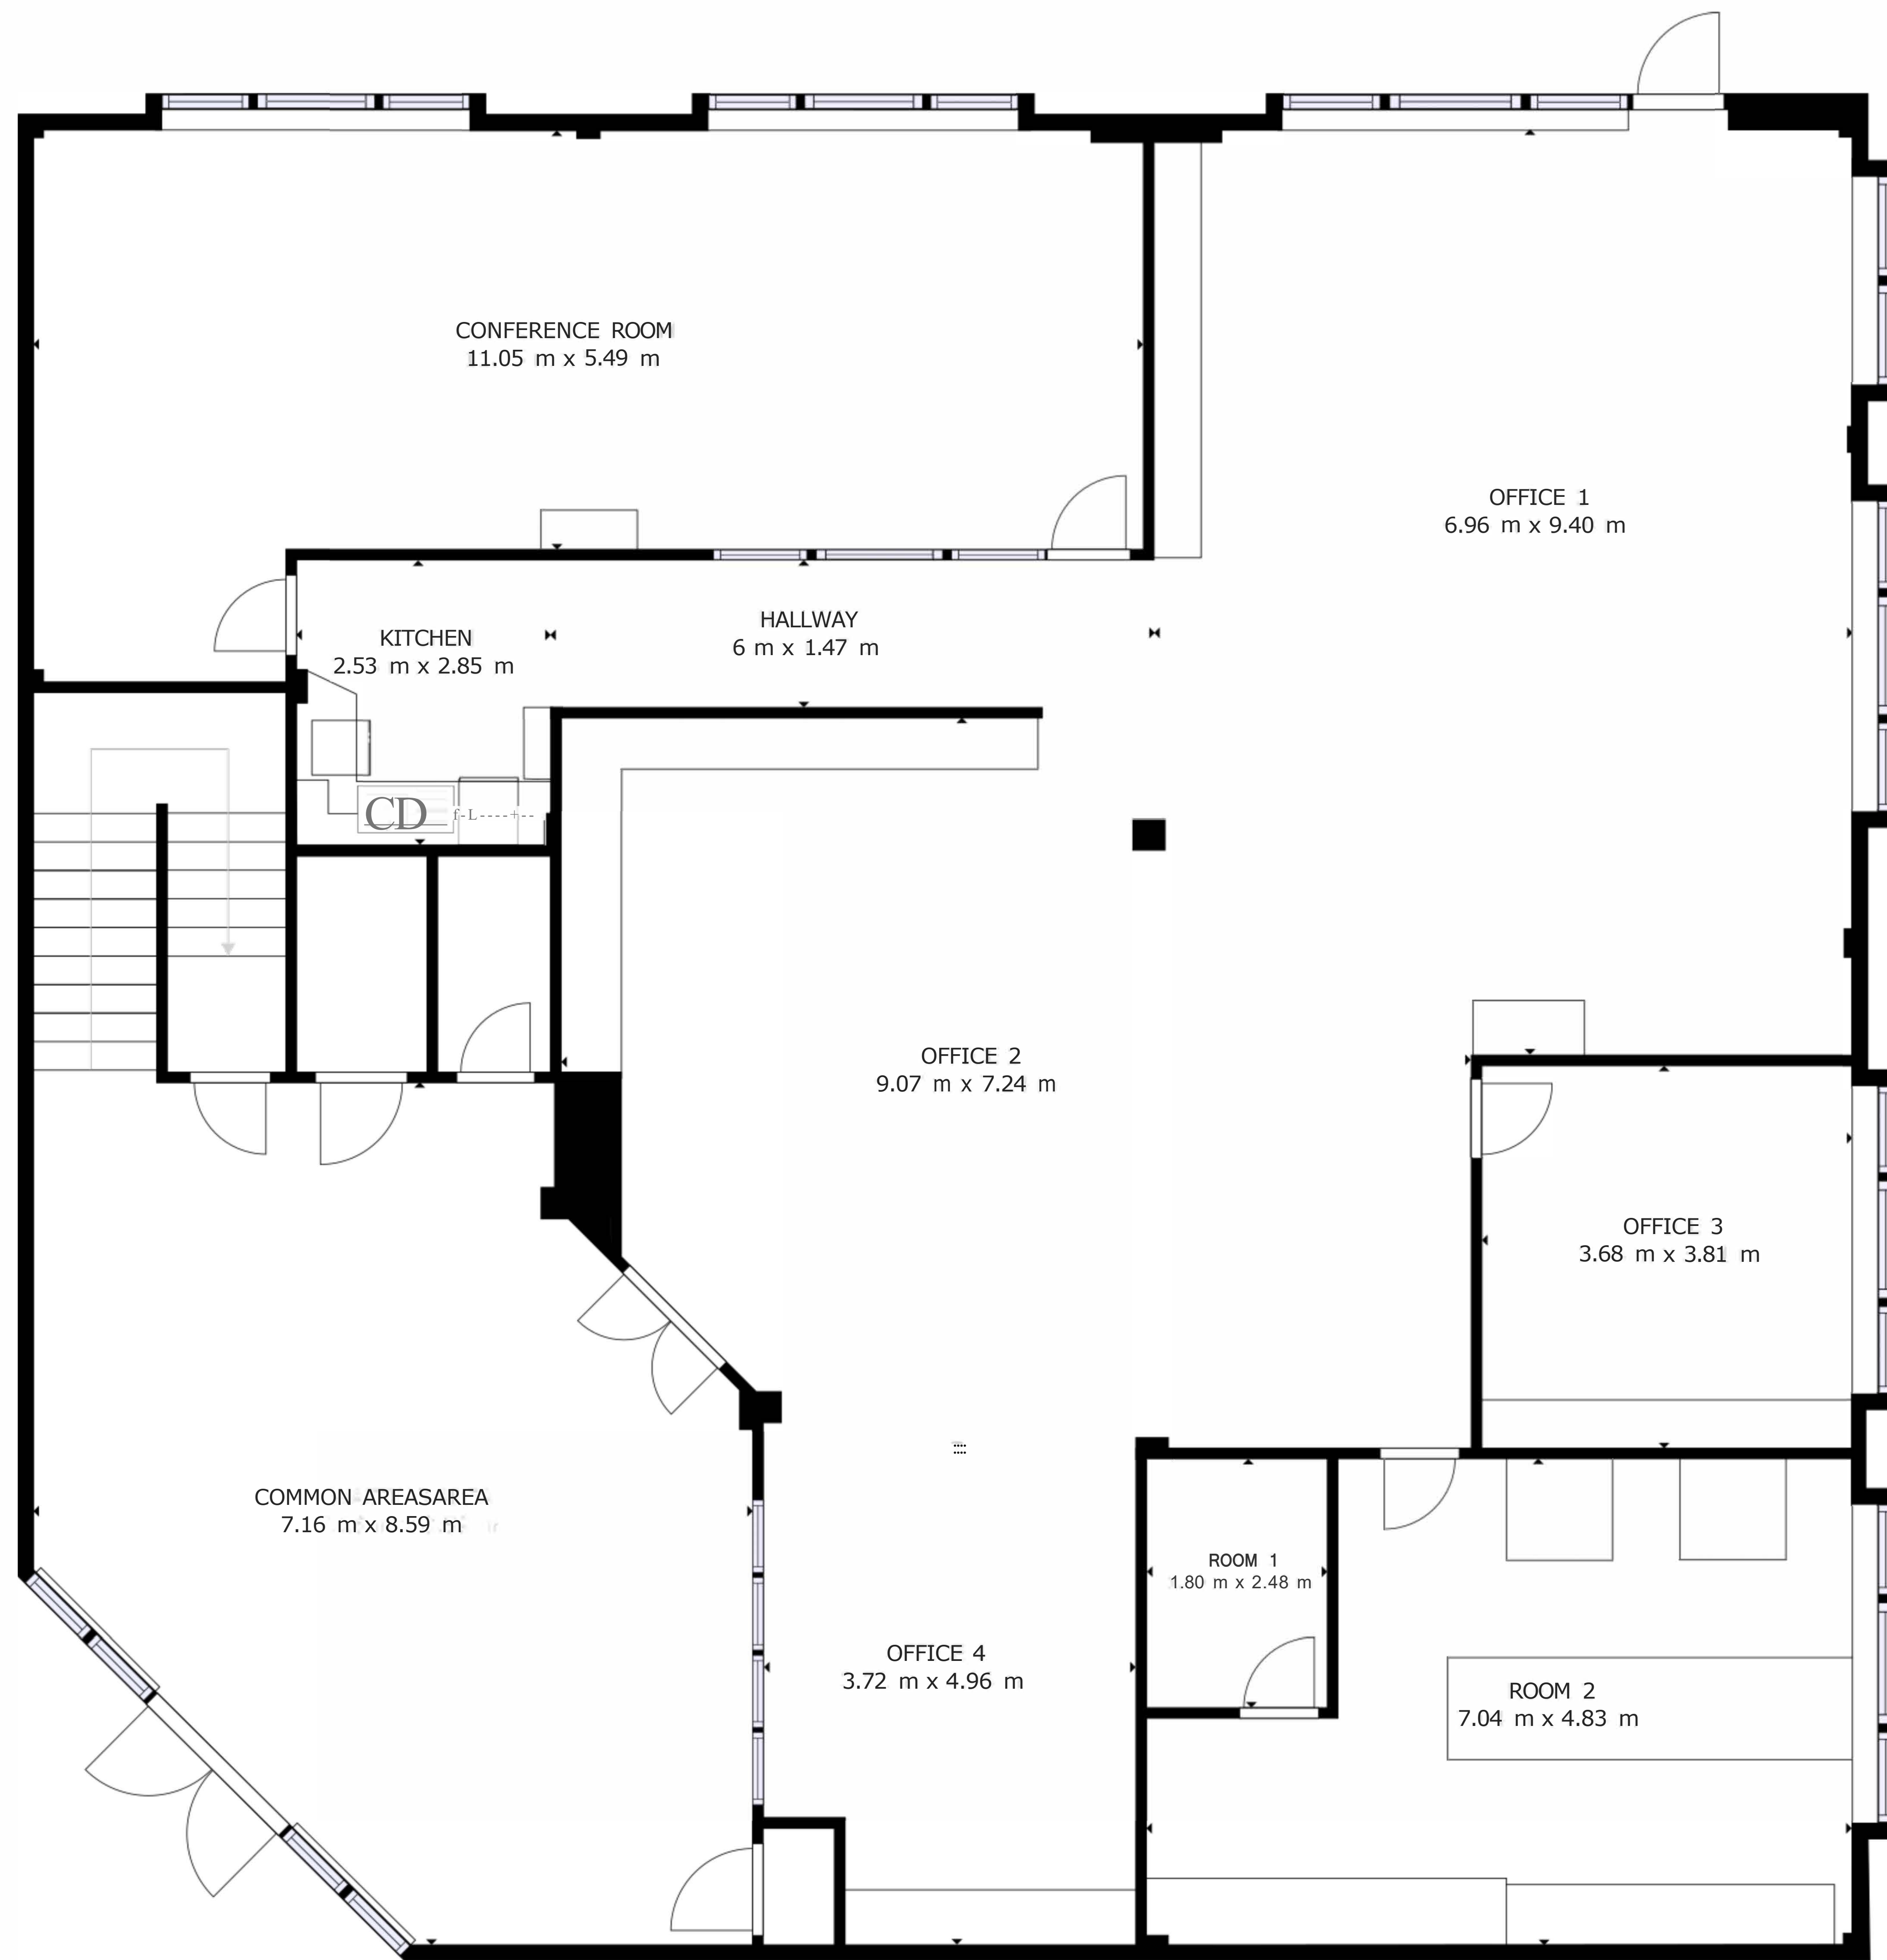 CONFERENCE ROOM
11.05 m x 5.49 m
OFFICE 1
6.96 m x 9.40 m
HALLWAY
6 m x 1.47 m
KITCHEN
2.53 m x 2.85 m
CD f-L----+--
OFFICE 2
9.07 m x 7.24 m
OFFICE 3
3.68 m x 3.81 m
COMMON AREASAREA
7.16 m x 8.59 m
ROOM 1
1.80 m x 2.48 m
OFFICE 4
3.72 m x 4.96 m
ROOM 2
7.04 m x 4.83 m